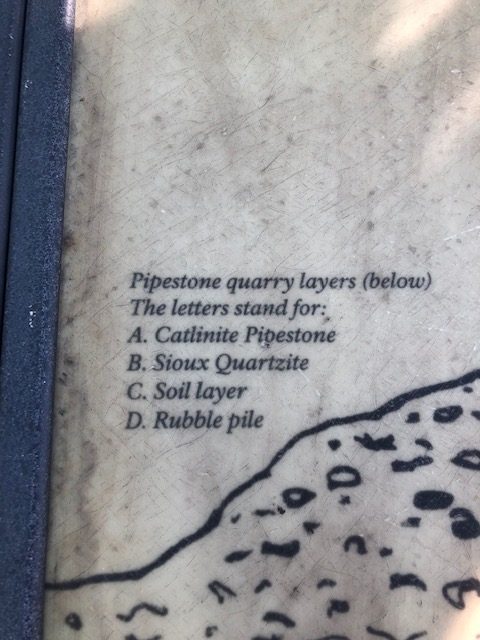 Pipestone quarry layers (below)
The letters stand for:
A. Catlinite Pipestone
B. Sioux Quartzite
C. Soil layer
D. Rubble pile